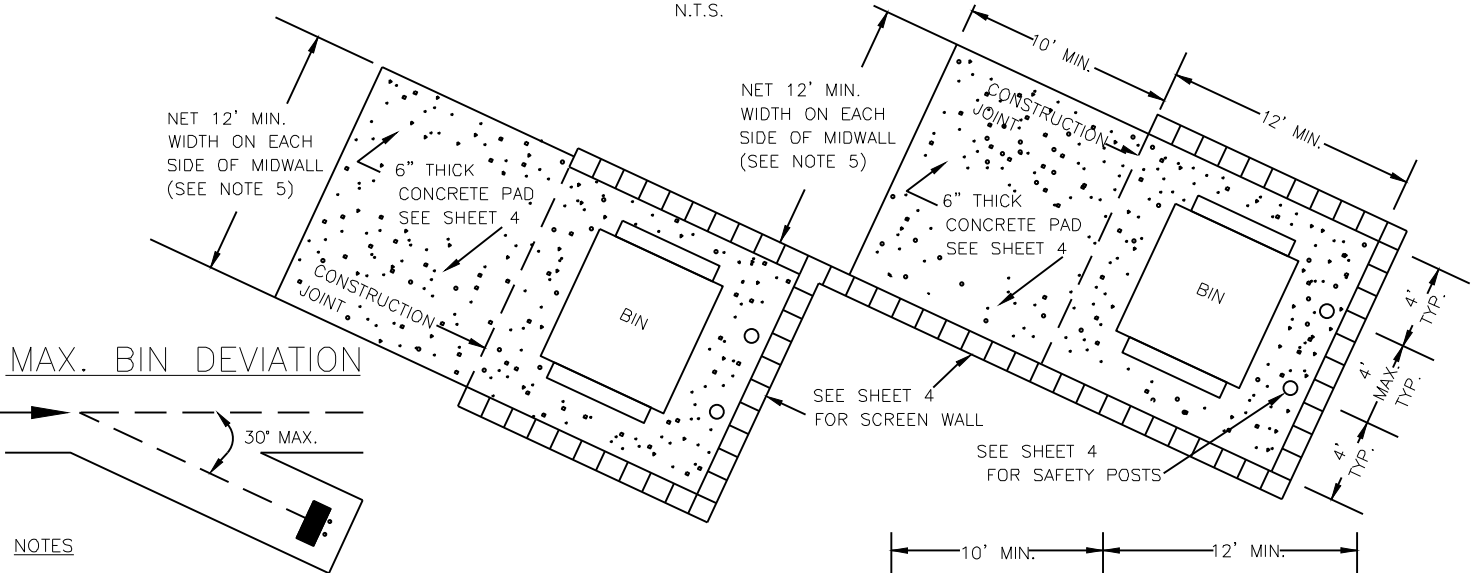 N.T.S.
NET 12' MIN.
WIDTH ON EACH
SIDE OF MIDWALL
(SEE NOTE 5)
6" THICK
CONCRETE PAD
SEE SHEET 4
CONSTRUCTION
JOINT
BIN
NET 12' MIN.
WIDTH ON EACH
SIDE OF MIDWALL
(SEE NOTE 5)
10' MIN.
12' MIN.
CONSTRUCTION
JOINT
6" THICK
CONCRETE PAD
SEE SHEET 4
BIN
4'
TYP.
4'
MAX.
TYP.
4'
TYP.
SEE SHEET 4
FOR SCREEN WALL
SEE SHEET 4
FOR SAFETY POSTS
MAX. BIN DEVIATION
30° MAX.
NOTES
10' MIN.
12' MIN.